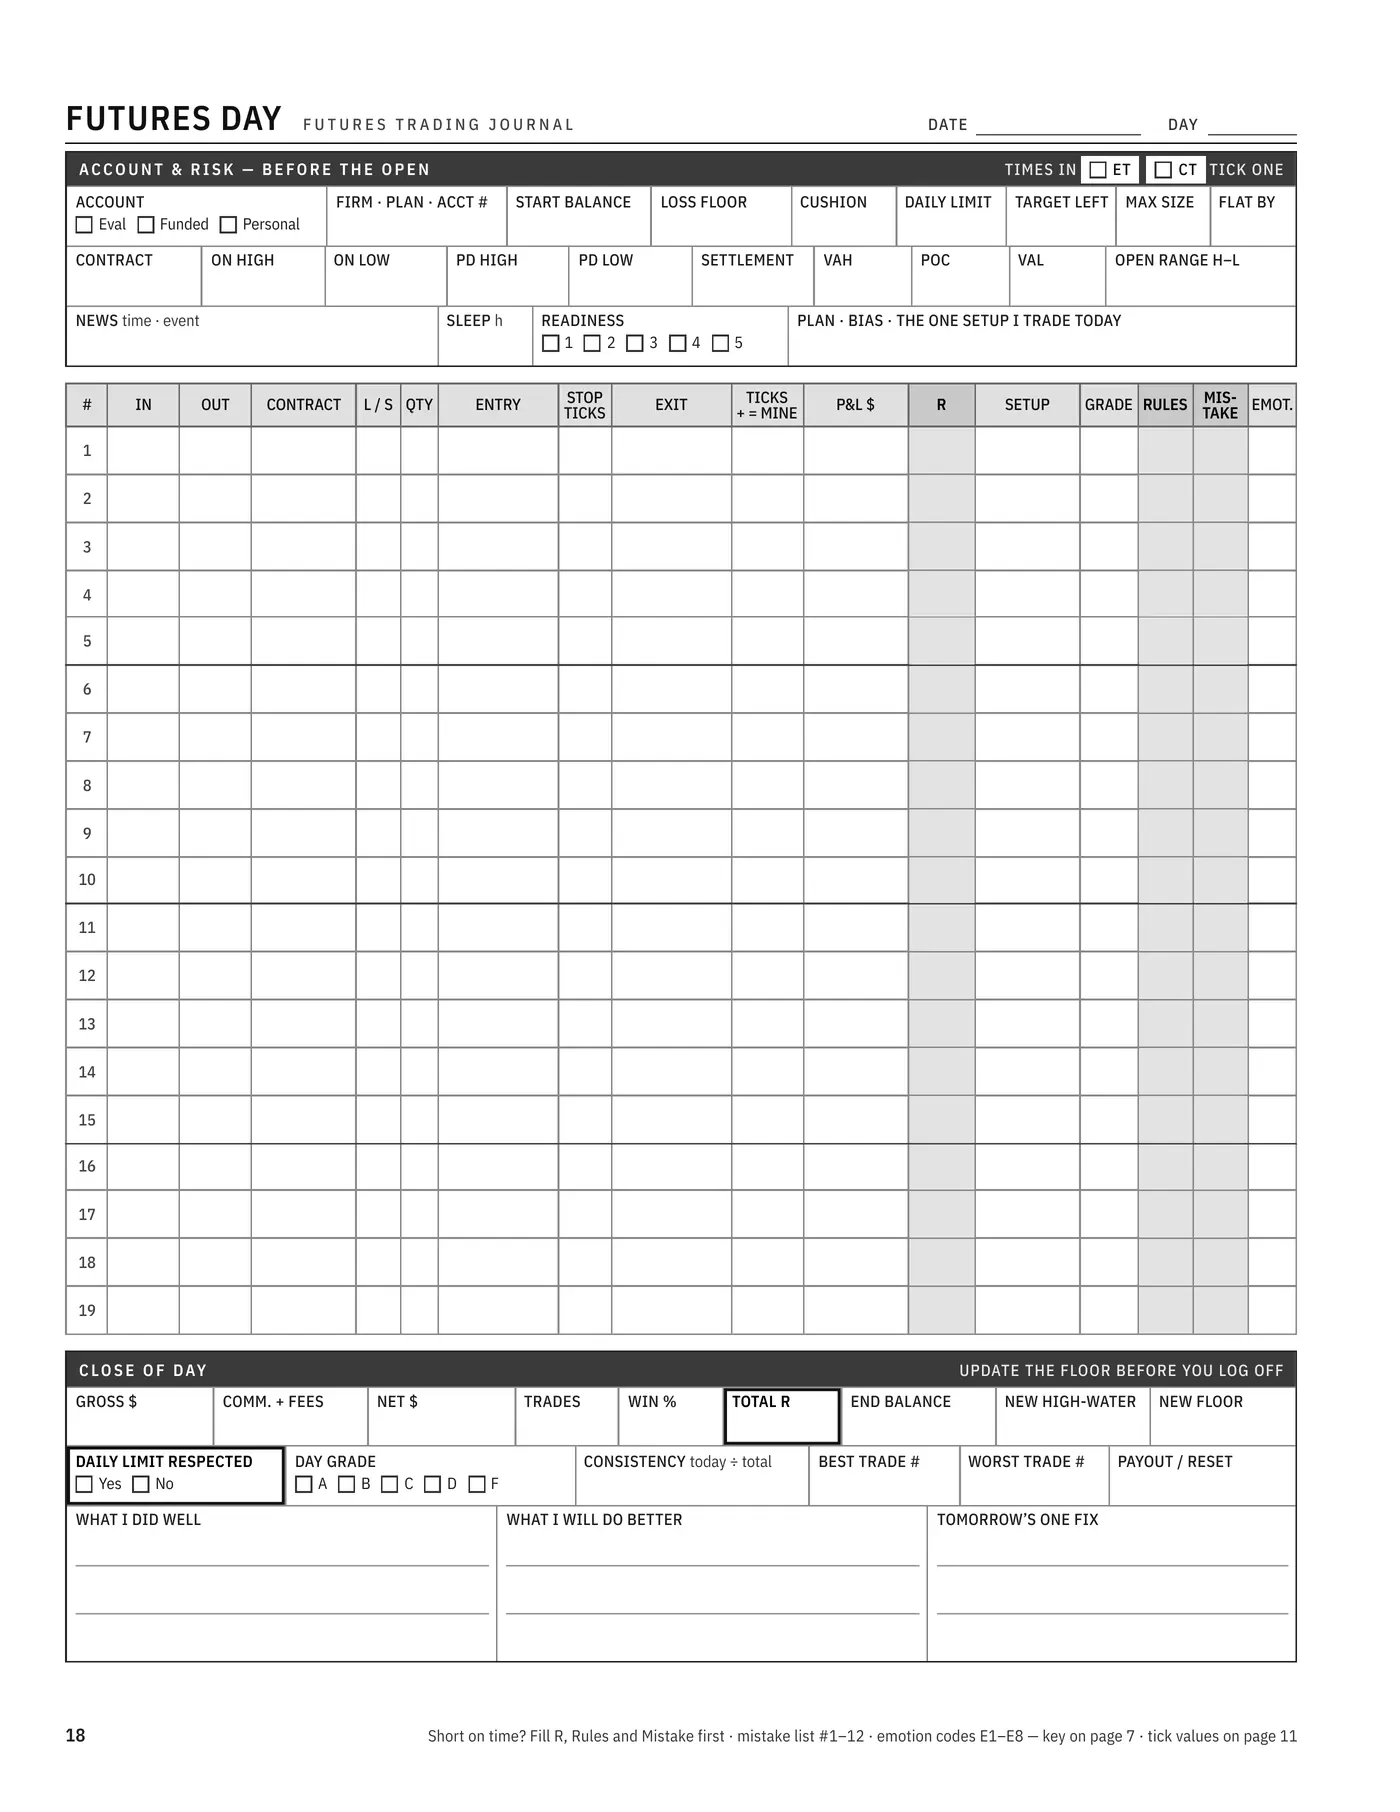 FUTURES DAY FUTURES TRADING JOURNAL DATE DAY
ACCOUNT & RISK — BEFORE THE OPEN TIMES IN ET CT TICK ONE
ACCOUNT FIRM · PLAN · ACCT # START BALANCE LOSS FLOOR CUSHION DAILY LIMIT TARGET LEFT MAX SIZE FLAT BY
Eval Funded Personal
CONTRACT ON HIGH ON LOW PD HIGH PD LOW SETTLEMENT VAH POC VAL OPEN RANGE H–L
NEWS time · event SLEEP h READINESS PLAN · BIAS · THE ONE SETUP I TRADE TODAY
1 2 3 4 5
# IN OUT CONTRACT L / S QTY ENTRY STOP TICKS EXIT TICKS + = MINE P&L $ R SETUP GRADE RULES MIS-TAKE EMOT.
1
2
3
4
5
6
7
8
9
10
11
12
13
14
15
16
17
18
19
CLOSE OF DAY UPDATE THE FLOOR BEFORE YOU LOG OFF
GROSS $ COMM. + FEES NET $ TRADES WIN % TOTAL R END BALANCE NEW HIGH-WATER NEW FLOOR
DAILY LIMIT RESPECTED DAY GRADE CONSISTENCY today ÷ total BEST TRADE # WORST TRADE # PAYOUT / RESET
Yes No A B C D F
WHAT I DID WELL WHAT I WILL DO BETTER TOMORROW’S ONE FIX
18 Short on time? Fill R, Rules and Mistake first · mistake list #1–12 · emotion codes E1–E8 — key on page 7 · tick values on page 11